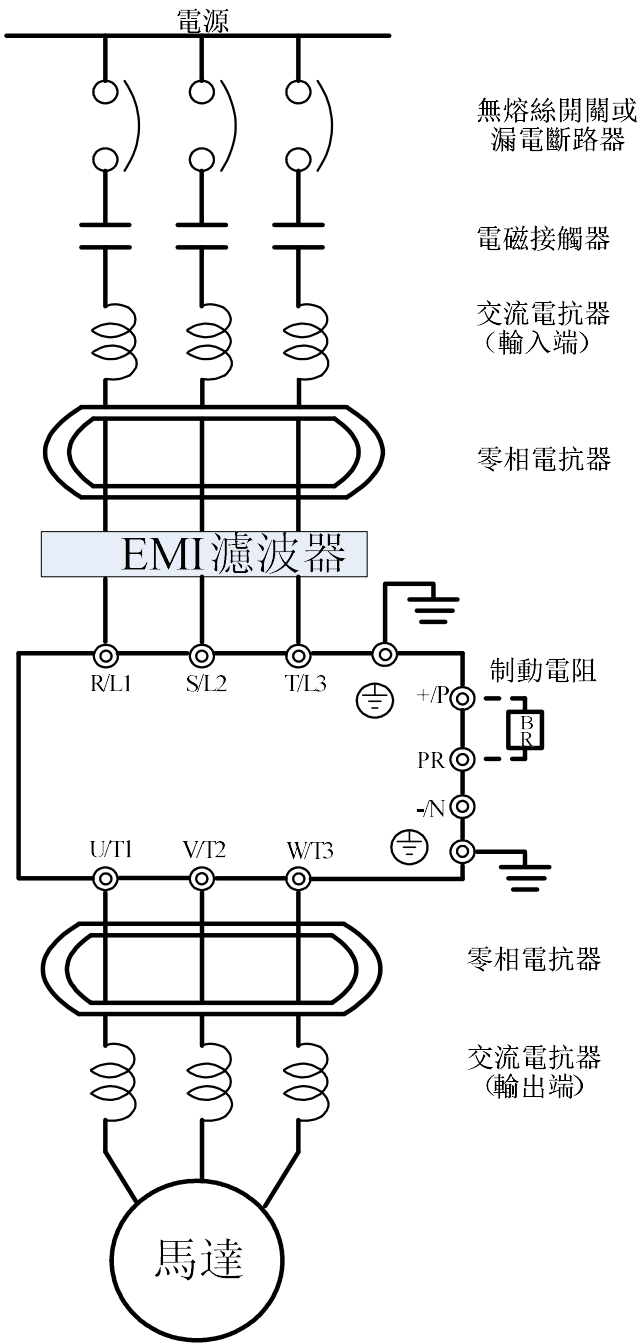 電源
無熔絲開關或
漏電斷路器
電磁接觸器
交流電抗器
（輸入端）
零相電抗器
EMI濾波器
R/L1
S/L2
T/L3
制動電阻
+/P
BR
PR
-/N
U/T1
V/T2
W/T3
零相電抗器
交流電抗器
(輸出端)
馬達